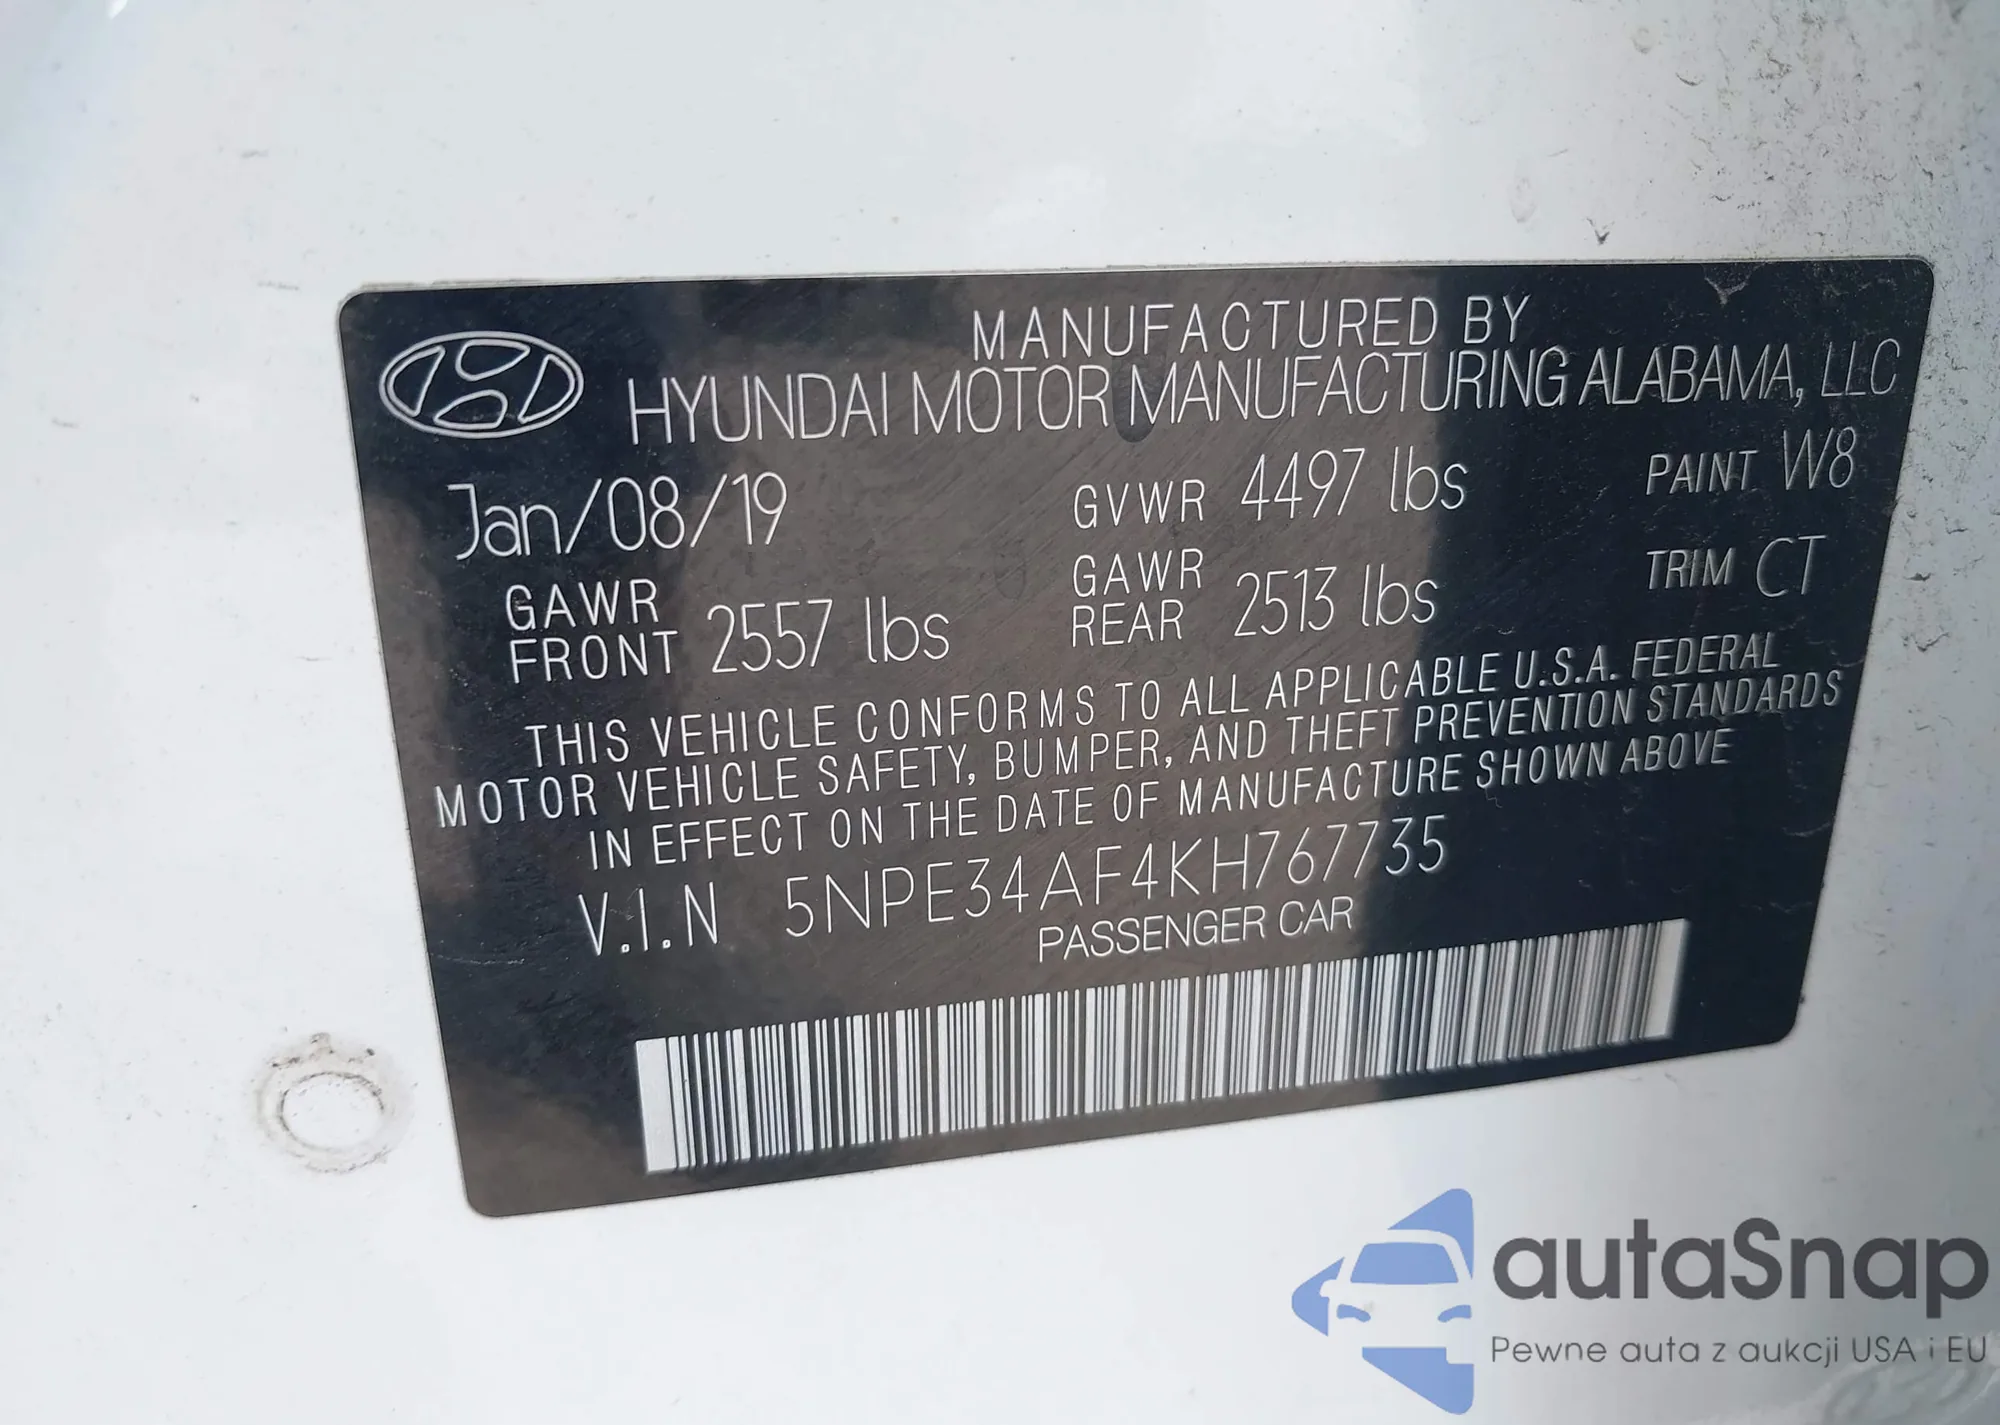 MANUFACTURED BY
HYUNDAI MOTOR MANUFACTURING ALABAMA, LLC
Jan/08/19 GVWR 4497 lbs PAINT W8
GAWR FRONT 2557 lbs GAWR REAR 2513 lbs TRIM CT
THIS VEHICLE CONFORMS TO ALL APPLICABLE U.S.A. FEDERAL
MOTOR VEHICLE SAFETY, BUMPER, AND THEFT PREVENTION STANDARDS
IN EFFECT ON THE DATE OF MANUFACTURE SHOWN ABOVE
V.I.N 5NPE34AF4KH767735
PASSENGER CAR
autaSnap
Pewne auta z aukcji USA i EU